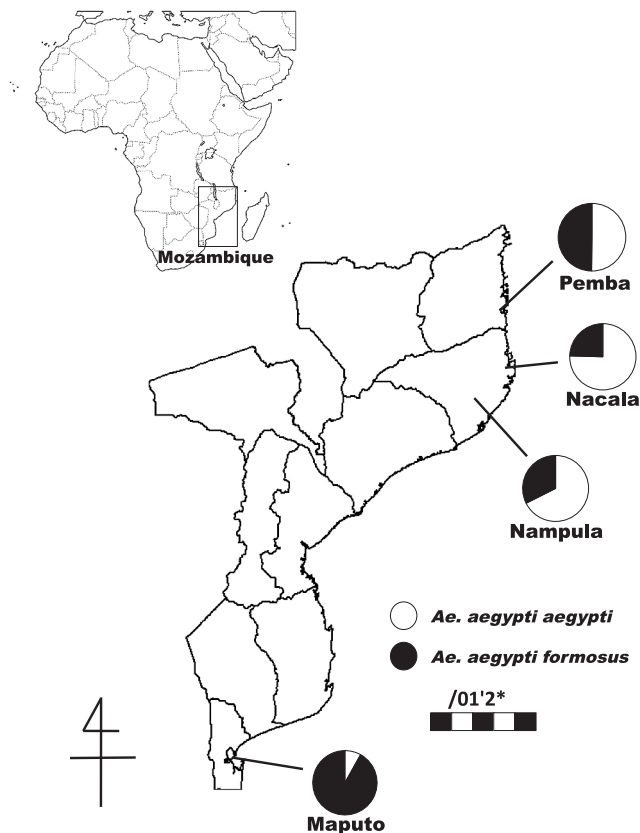 Mozambique
Pemba
Nacala
Nampula
Ae. aegypti aegypti
Ae. aegypti formosus
/01'2*
Maputo